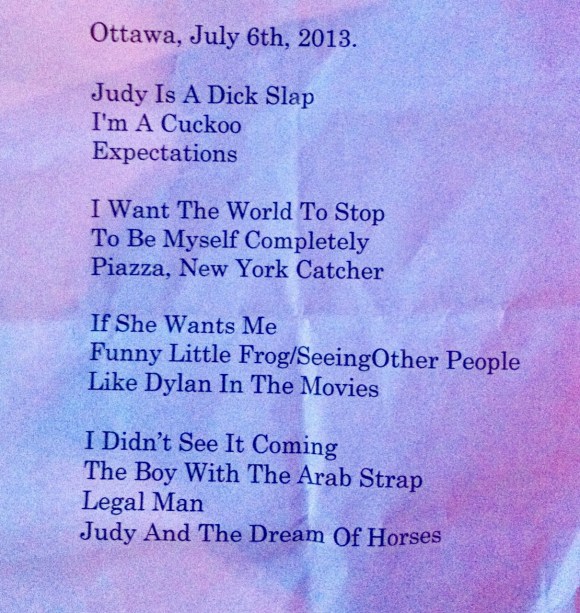 Ottawa, July 6th, 2013.
Judy Is A Dick Slap
I'm A Cuckoo
Expectations
I Want The World To Stop
To Be Myself Completely
Piazza, New York Catcher
If She Wants Me
Funny Little Frog/SeeingOther People
Like Dylan In The Movies
I Didn’t See It Coming
The Boy With The Arab Strap
Legal Man
Judy And The Dream Of Horses